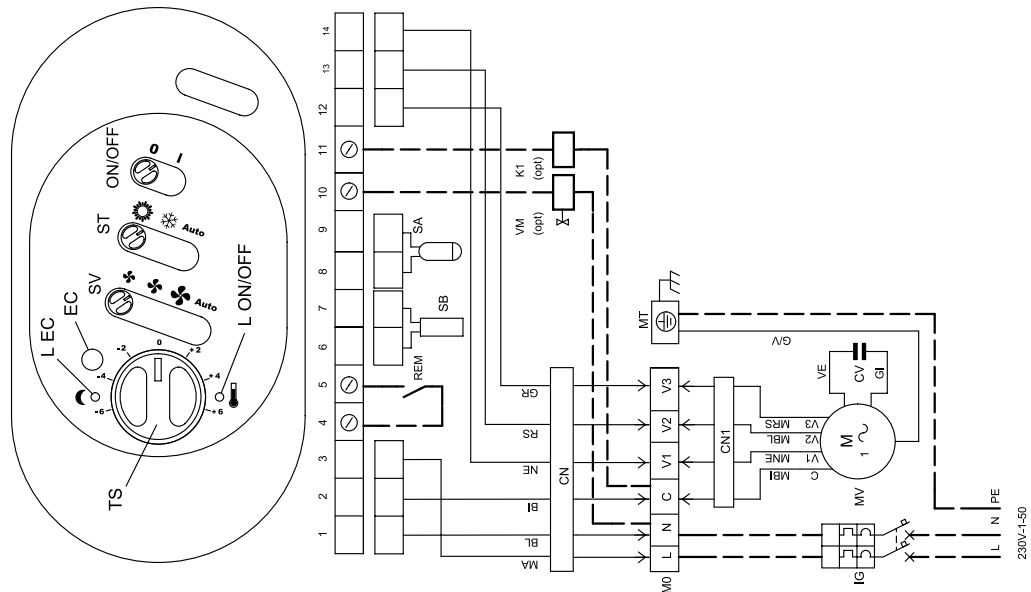 ON/OFF
0 I
ST
Auto
SV
Auto
EC
L EC
L ON/OFF
TS
-6 -4 -2 0 +2 +4 +6
1 2 3 4 5 6 7 8 9 10 11 12 13 14
REM
SB
SA
VM
(opt)
K1
(opt)
MA BL BI NE RS GR
CN
M0
L N C V1 V2 V3
MT
G/V
CN1
MBI MNE MBL MRS
C V1 V2 V3
MV
M
1
VE
CV
GI
IG
L N PE
230V-1-50